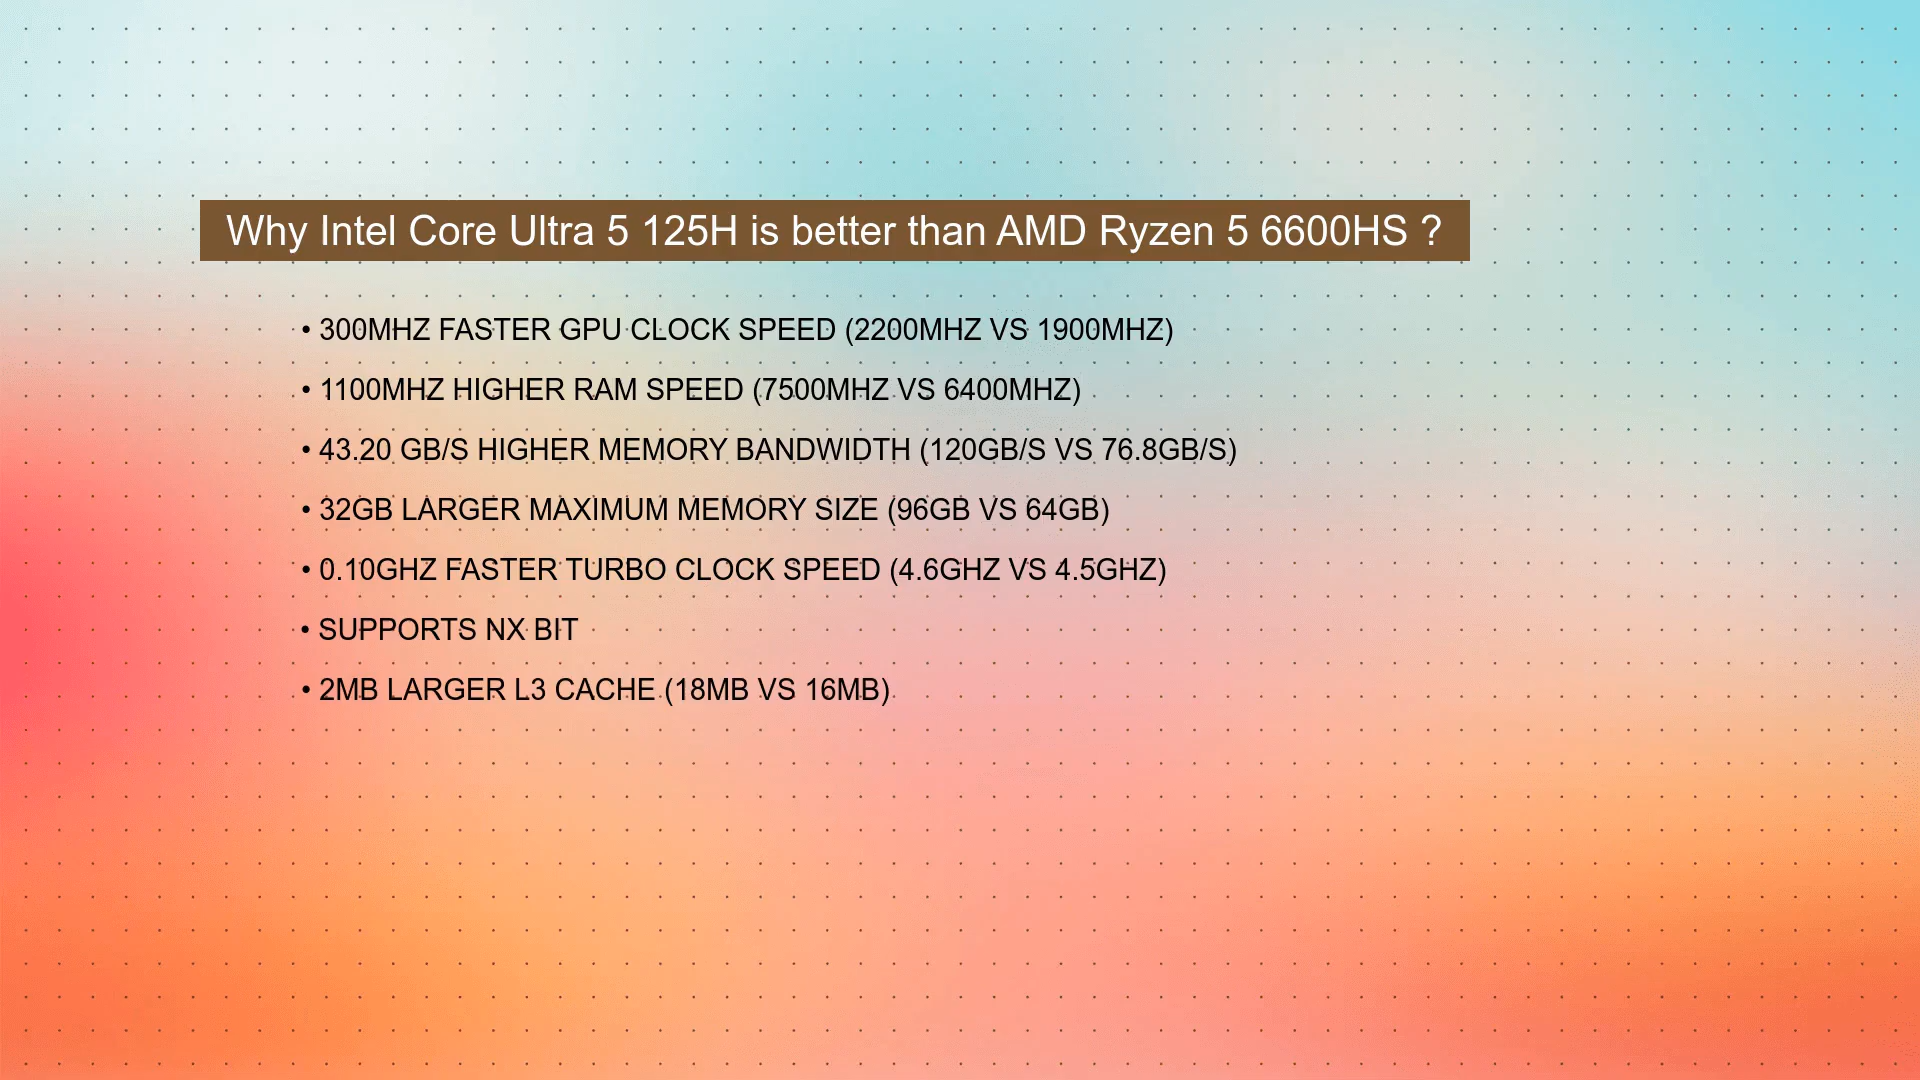 Why Intel Core Ultra 5 125H is better than AMD Ryzen 5 6600HS ?
• 300MHZ FASTER GPU CLOCK SPEED (2200MHZ VS 1900MHZ)
• 1100MHZ HIGHER RAM SPEED (7500MHZ VS 6400MHZ)
• 43.20 GB/S HIGHER MEMORY BANDWIDTH (120GB/S VS 76.8GB/S)
• 32GB LARGER MAXIMUM MEMORY SIZE (96GB VS 64GB)
• 0.10GHZ FASTER TURBO CLOCK SPEED (4.6GHZ VS 4.5GHZ)
• SUPPORTS NX BIT
• 2MB LARGER L3 CACHE (18MB VS 16MB)